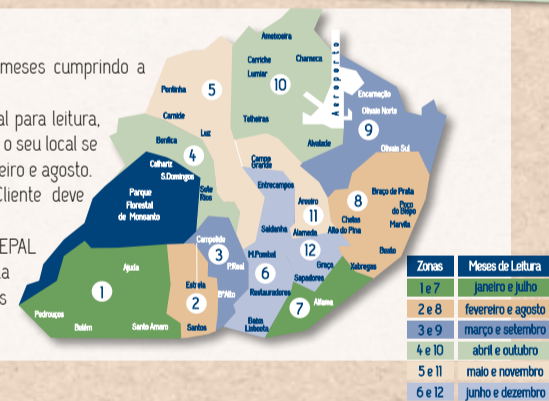 meses cumprindo a
al para leitura,
o seu local se
eiro e agosto.
Cliente deve
EPAL
da
s
Ameixoeira
Carriche
Charneca
Lumiar
Aeroporto
Pontinha
5
10
Encarnação
Olivais Norte
Carnide
Telheiras
9
Luz
Benfica
Alvalade
Olivais Sul
4
Calhariz
S.Domingos
Campo
Grande
Sete
Rios
Entrecampos
Braço de Prata
Parque
Florestal
de Monsanto
8
Areeiro
Poço
do Bispo
11
Chelas
Marvila
Campolide
Saldanha
Alameda
Alto do Pina
3
12
Beato
M.Pombal
Ajuda
P.Real
Graça
Xabregas
6
Sapadores
1
Estrela
2
Bº Alto
Restauradores
7
Alfama
Pedrouços
Belém
Santo Amaro
Santos
Baixa
Lisboeta
Zonas Meses de Leitura
1 e 7 janeiro e julho
2 e 8 fevereiro e agosto
3 e 9 março e setembro
4 e 10 abril e outubro
5 e 11 maio e novembro
6 e 12 junho e dezembro